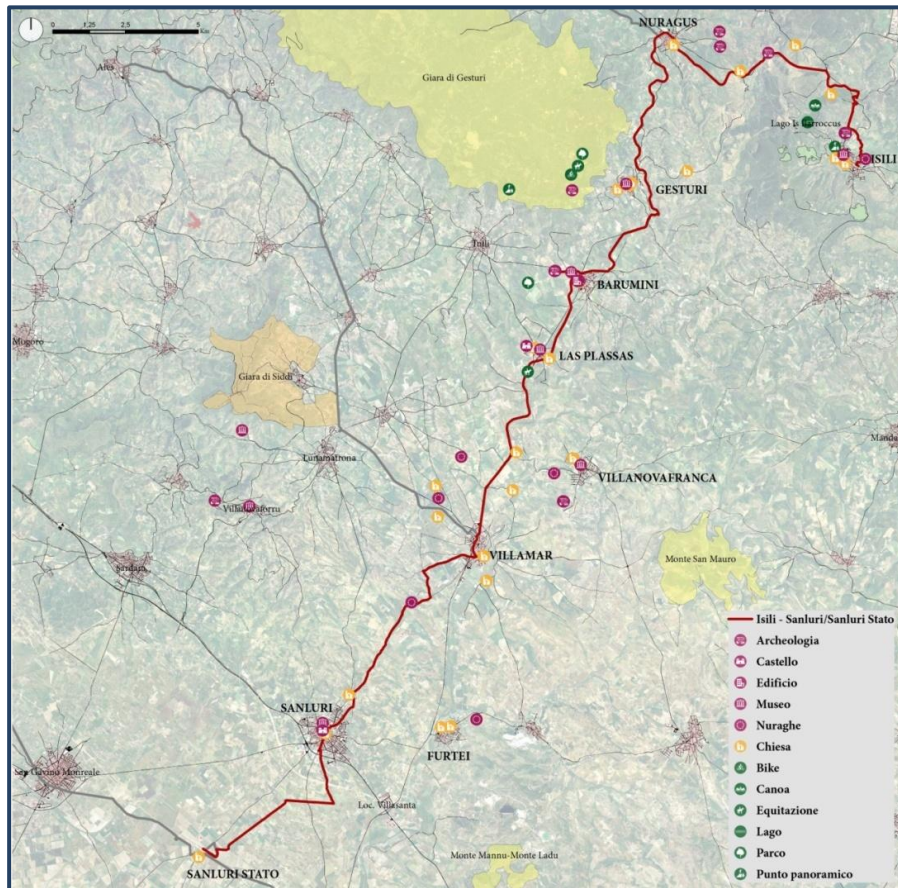 0 1,25 2,5 5
Km
NURAGUS
Ales
Giara di Gesturi
Lago Is Barroccus
ISILI
GESTURI
Tuili
BARUMINI
Mogoro
LAS PLASSAS
Giara di Siddi
Lunamatrona
VILLANOVAFRANCA
Villanovaforru
VILLAMAR
Monte San Mauro
Sardara
SANLURI
FURTEI
San Gavino Monreale
Loc. Villasanta
Monte Mannu-Monte Ladu
SANLURI STATO
Isili - Sanluri/Sanluri Stato
Archeologia
Castello
Edificio
Museo
Nuraghe
Chiesa
Bike
Canoa
Equitazione
Lago
Parco
Punto panoramico